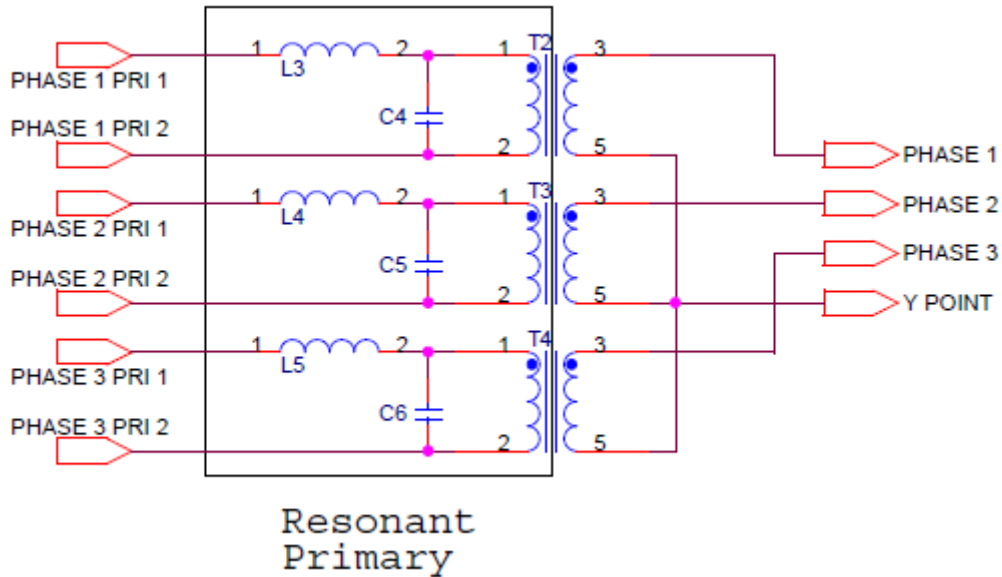 1 2 1 T2 3
L3
PHASE 1 PRI 1
C4
PHASE 1 PRI 2
2 5
PHASE 1
1 2 1 T3 3
L4
PHASE 2
PHASE 2 PRI 1
C5
PHASE 3
PHASE 2 PRI 2
2 5
Y POINT
1 2 1 T4 3
L5
PHASE 3 PRI 1
C6
PHASE 3 PRI 2
2 5
Resonant
Primary